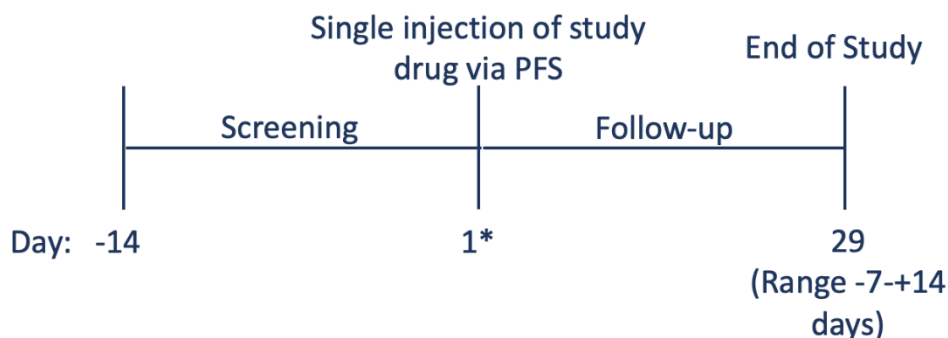 Single injection of study
drug via PFS
End of Study
Screening
Follow-up
Day: -14
1*
29
(Range -7-+14
days)